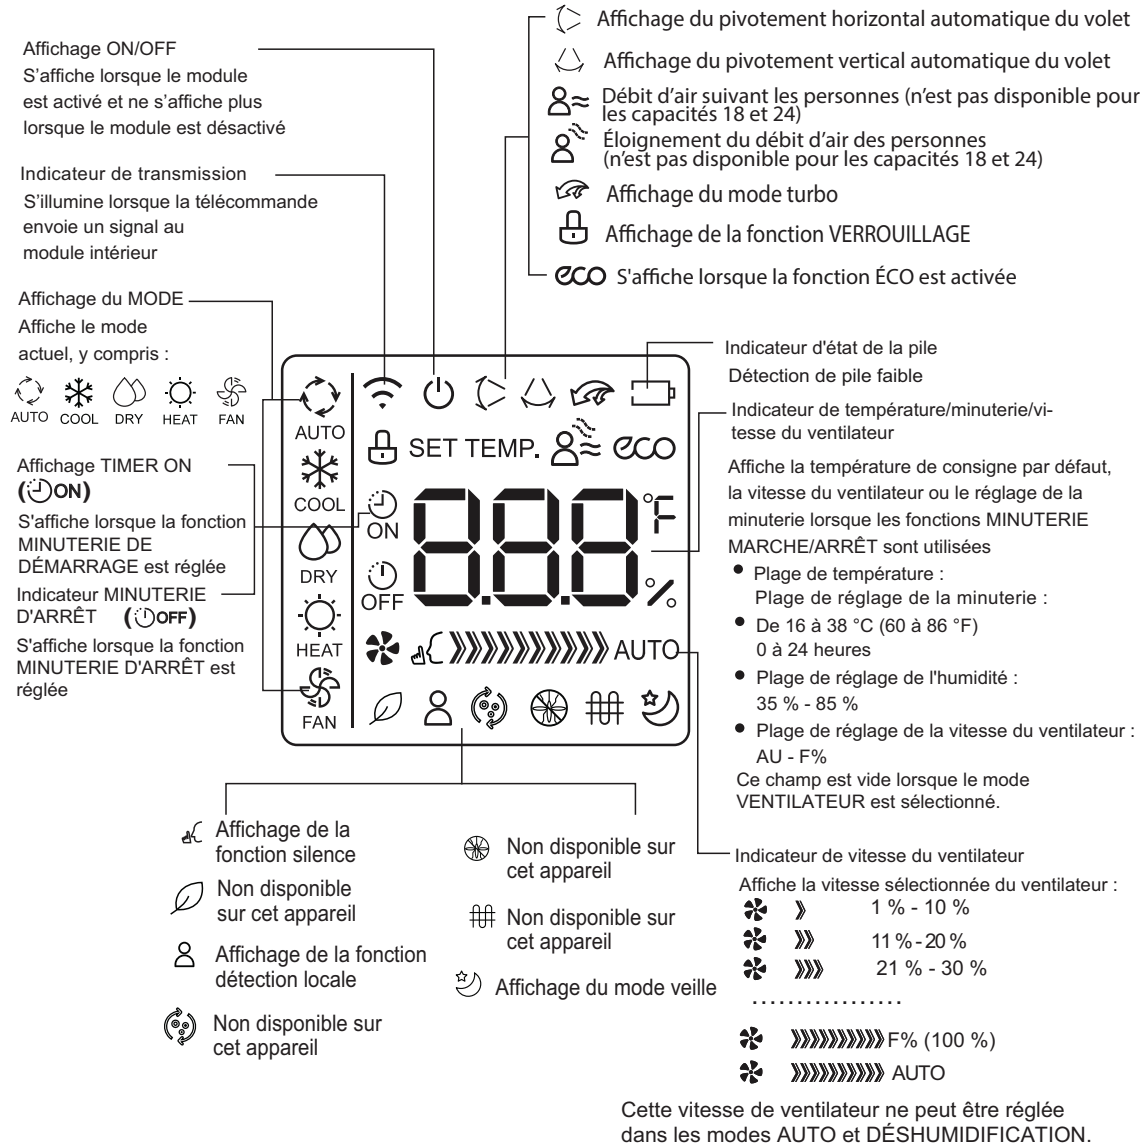 Affichage du pivotement horizontal automatique du volet
Affichage du pivotement vertical automatique du volet
Débit d'air suivant les personnes (n'est pas disponible pour
les capacités 18 et 24)
Éloignement du débit d'air des personnes
(n'est pas disponible pour les capacités 18 et 24)
Affichage du mode turbo
Affichage de la fonction VERROUILLAGE
eco S'affiche lorsque la fonction ÉCO est activée
Affichage ON/OFF
S'affiche lorsque le module
est activé et ne s'affiche plus
lorsque le module est désactivé
Indicateur de transmission
S'illumine lorsque la télécommande
envoie un signal au
module intérieur
Affichage du MODE
Affiche le mode
actuel, y compris :
AUTO COOL DRY HEAT FAN
Affichage TIMER ON
(ON)
S'affiche lorsque la fonction
MINUTERIE DE
DÉMARRAGE est réglée
Indicateur MINUTERIE
D'ARRÊT (OFF)
S'affiche lorsque la fonction
MINUTERIE D'ARRÊT est
réglée
AUTO
COOL
DRY
HEAT
FAN
SET TEMP. eco
ON
OFF
8.8.8
°F
%
AUTO
Indicateur d'état de la pile
Détection de pile faible
Indicateur de température/minuterie/vi-
tesse du ventilateur
Affiche la température de consigne par défaut,
la vitesse du ventilateur ou le réglage de la
minuterie lorsque les fonctions MINUTERIE
MARCHE/ARRÊT sont utilisées
• Plage de température :
Plage de réglage de la minuterie :
• De 16 à 38 °C (60 à 86 °F)
0 à 24 heures
• Plage de réglage de l'humidité :
35 % - 85 %
• Plage de réglage de la vitesse du ventilateur :
AU - F%
Ce champ est vide lorsque le mode
VENTILATEUR est sélectionné.
Affichage de la
fonction silence
Non disponible
sur cet appareil
Affichage de la fonction
détection locale
Non disponible sur
cet appareil
Non disponible sur
cet appareil
Non disponible sur
cet appareil
Affichage du mode veille
Indicateur de vitesse du ventilateur
Affiche la vitesse sélectionnée du ventilateur :
1 % - 10 %
11 % - 20 %
21 % - 30 %
.................
F% (100 %)
AUTO
Cette vitesse de ventilateur ne peut être réglée
dans les modes AUTO et DÉSHUMIDIFICATION.